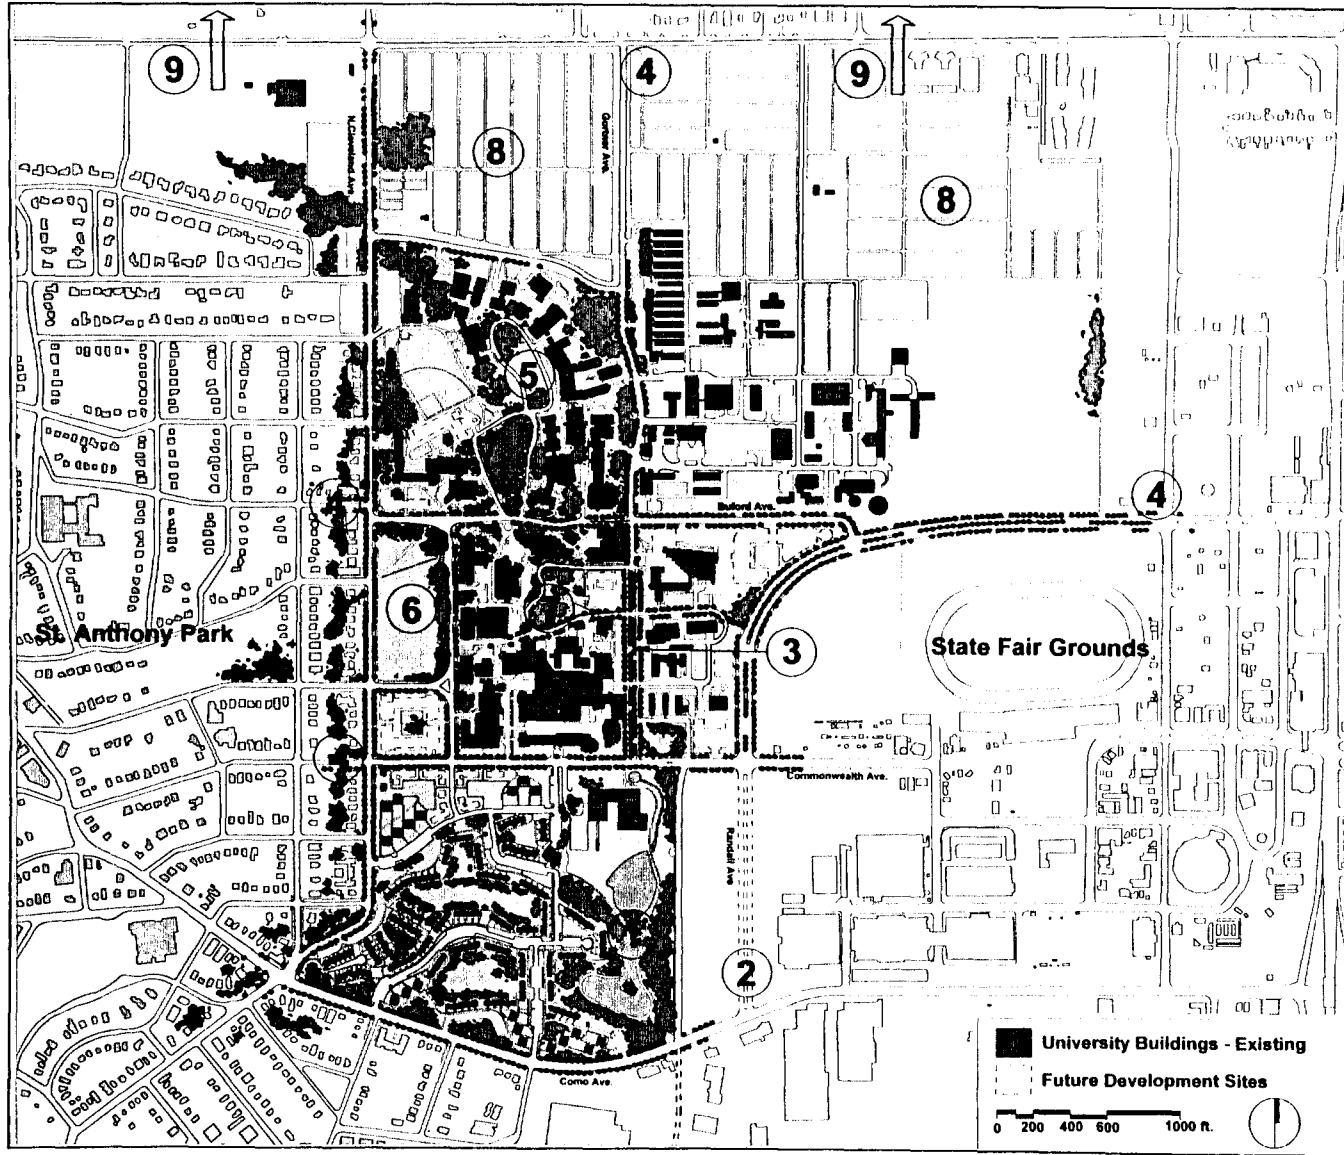 9
4
9
N.Cleveland Ave.
Gortner Ave.
8
8
5
4
Buford Ave.
6
St. Anthony Park
3
State Fair Grounds
Commonwealth Ave.
Randall Ave
2
Como Ave.
University Buildings - Existing
Future Development Sites
0 200 400 600 1000 ft.